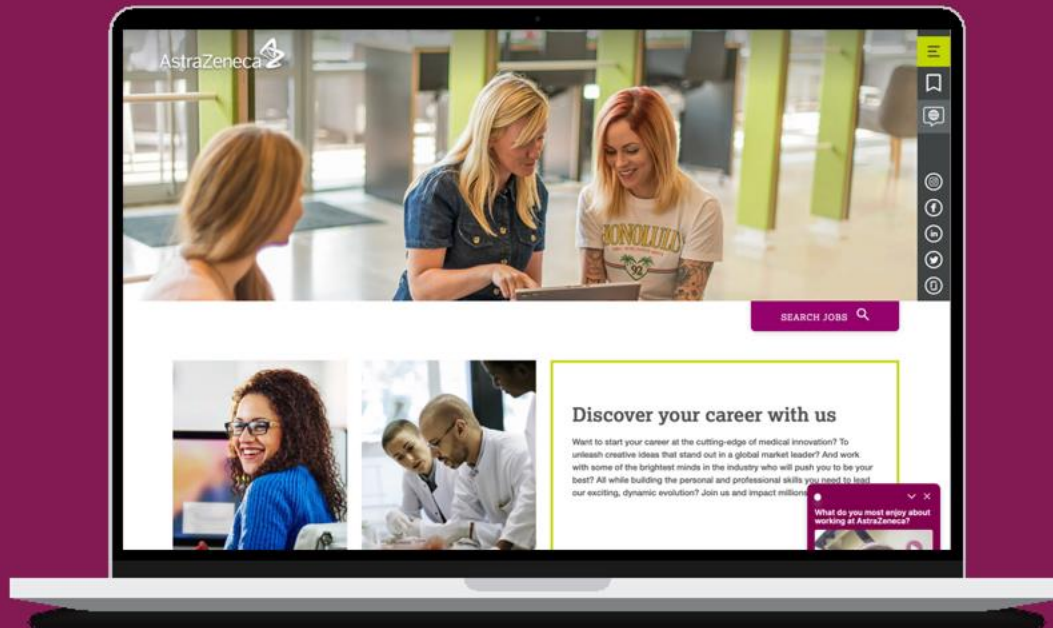 AstraZeneca
HONOLULU
92
SEARCH JOBS
Discover your career with us
Want to start your career at the cutting-edge of medical innovation? To
unleash creative ideas that stand out in a global market leader? And work
with some of the brightest minds in the industry who will push you to be your
best? All while building the personal and professional skills you need to lead
our exciting, dynamic evolution? Join us and impact millions
What do you most enjoy about
working at AstraZeneca?